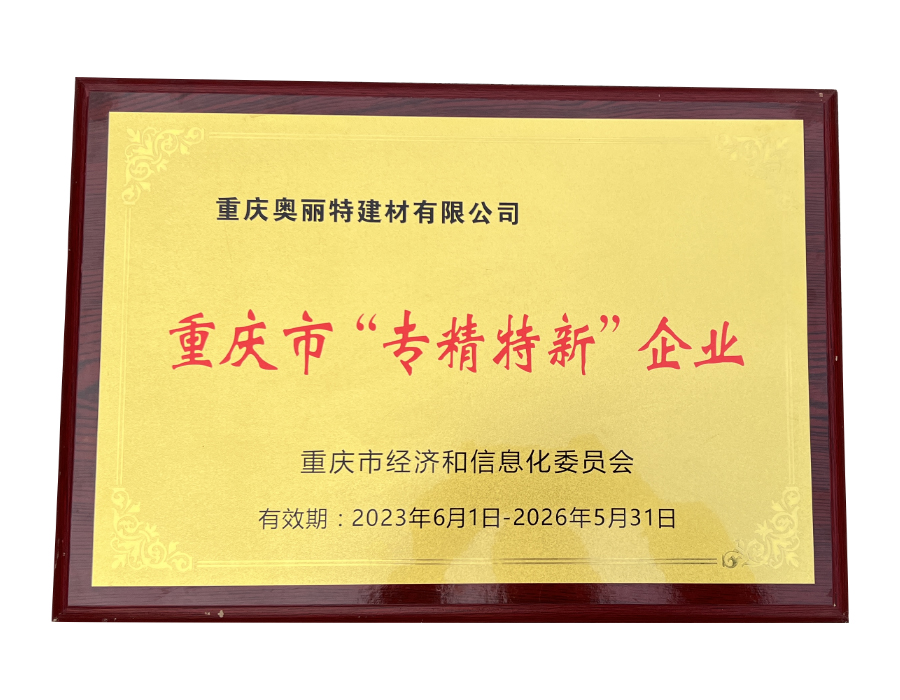 重庆奥丽特建材有限公司
重庆市“专精特新”企业
重庆市经济和信息化委员会
有效期：2023年6月1日-2026年5月31日